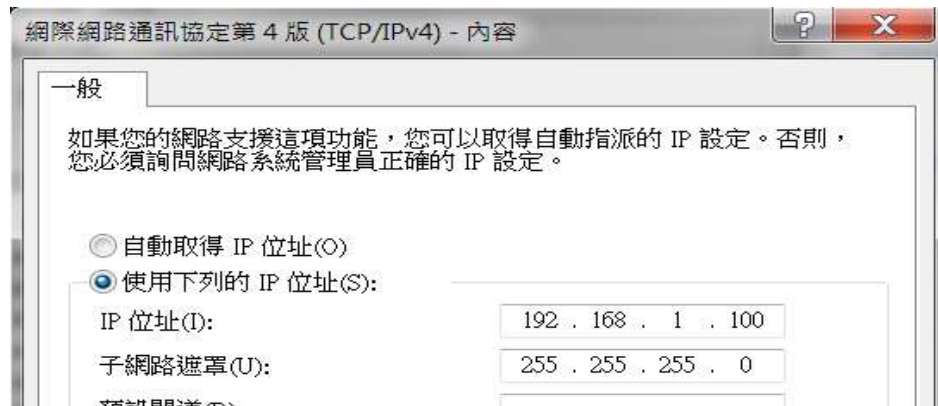 網際網路通訊協定第 4 版 (TCP/IPv4) - 內容
一般
如果您的網路支援這項功能，您可以取得自動指派的 IP 設定。否則，
您必須詢問網路系統管理員正確的 IP 設定。
自動取得 IP 位址(O)
使用下列的 IP 位址(S):
IP 位址(I): 192 . 168 . 1 . 100
子網路遮罩(U): 255 . 255 . 255 . 0